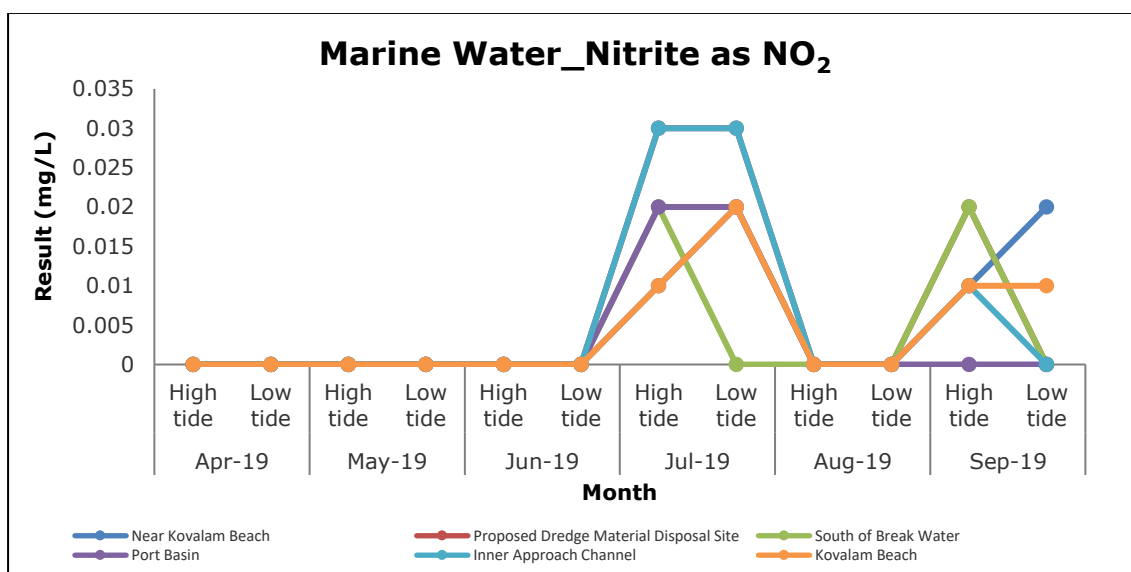 Marine Water_Nitrite as NO₂
Result (mg/L)
0.035
0.03
0.025
0.02
0.015
0.01
0.005
0
High tide Low tide High tide Low tide High tide Low tide High tide Low tide High tide Low tide High tide Low tide
Apr-19 May-19 Jun-19 Jul-19 Aug-19 Sep-19
Month
Near Kovalam Beach Proposed Dredge Material Disposal Site South of Break Water
Port Basin Inner Approach Channel Kovalam Beach